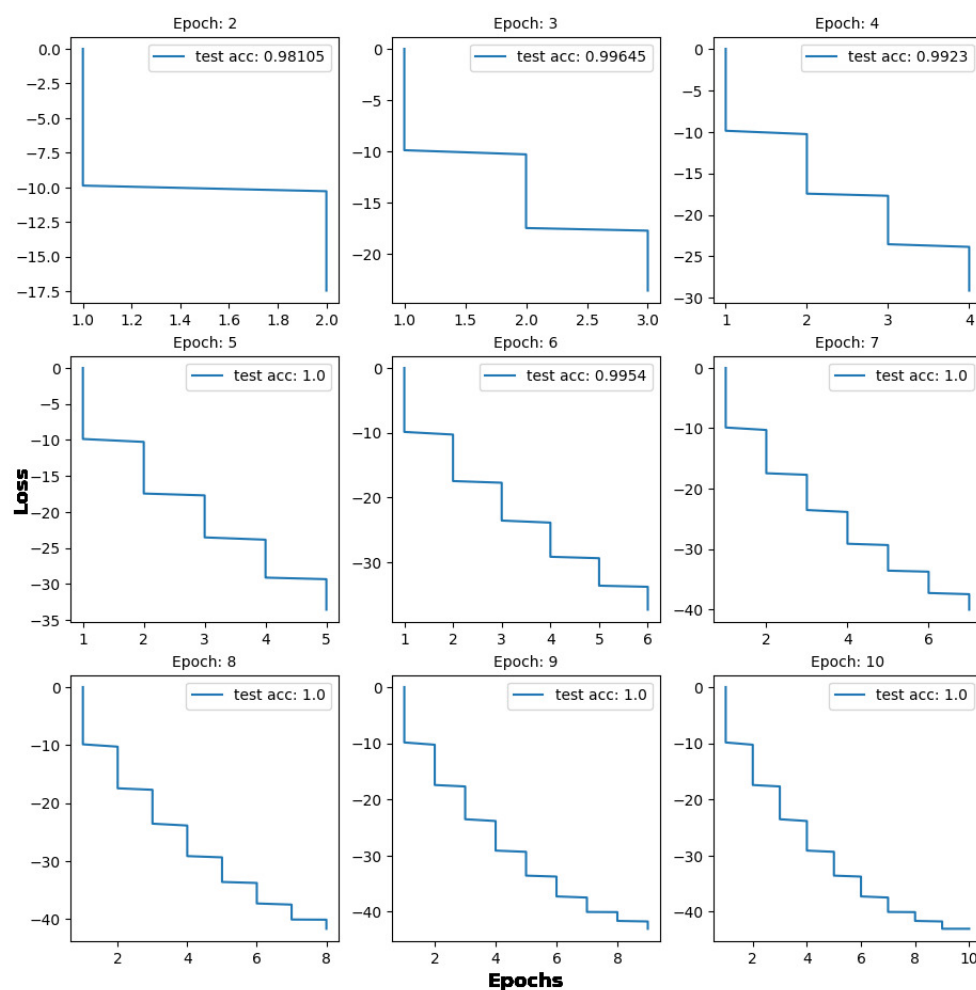 Epoch: 2
test acc: 0.98105
0.0
−2.5
−5.0
−7.5
−10.0
−12.5
−15.0
−17.5
1.0 1.2 1.4 1.6 1.8 2.0
Epoch: 3
test acc: 0.99645
0
−5
−10
−15
−20
1.0 1.5 2.0 2.5 3.0
Epoch: 4
test acc: 0.9923
0
−5
−10
−15
−20
−25
−30
1 2 3 4
Loss
Epoch: 5
test acc: 1.0
0
−5
−10
−15
−20
−25
−30
−35
1 2 3 4 5
Epoch: 6
test acc: 0.9954
0
−10
−20
−30
1 2 3 4 5 6
Epoch: 7
test acc: 1.0
0
−10
−20
−30
−40
2 4 6
Epoch: 8
test acc: 1.0
0
−10
−20
−30
−40
2 4 6 8
Epoch: 9
test acc: 1.0
0
−10
−20
−30
−40
2 4 6 8
Epoch: 10
test acc: 1.0
0
−10
−20
−30
−40
2 4 6 8 10
Epochs